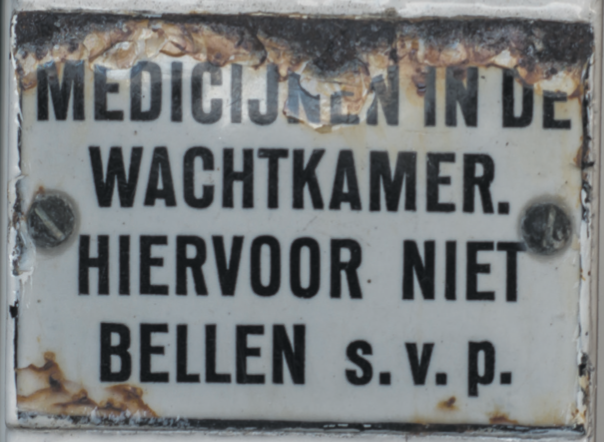 MEDICIJNEN IN DE
WACHTKAMER.
HIERVOOR NIET
BELLEN s.v.p.